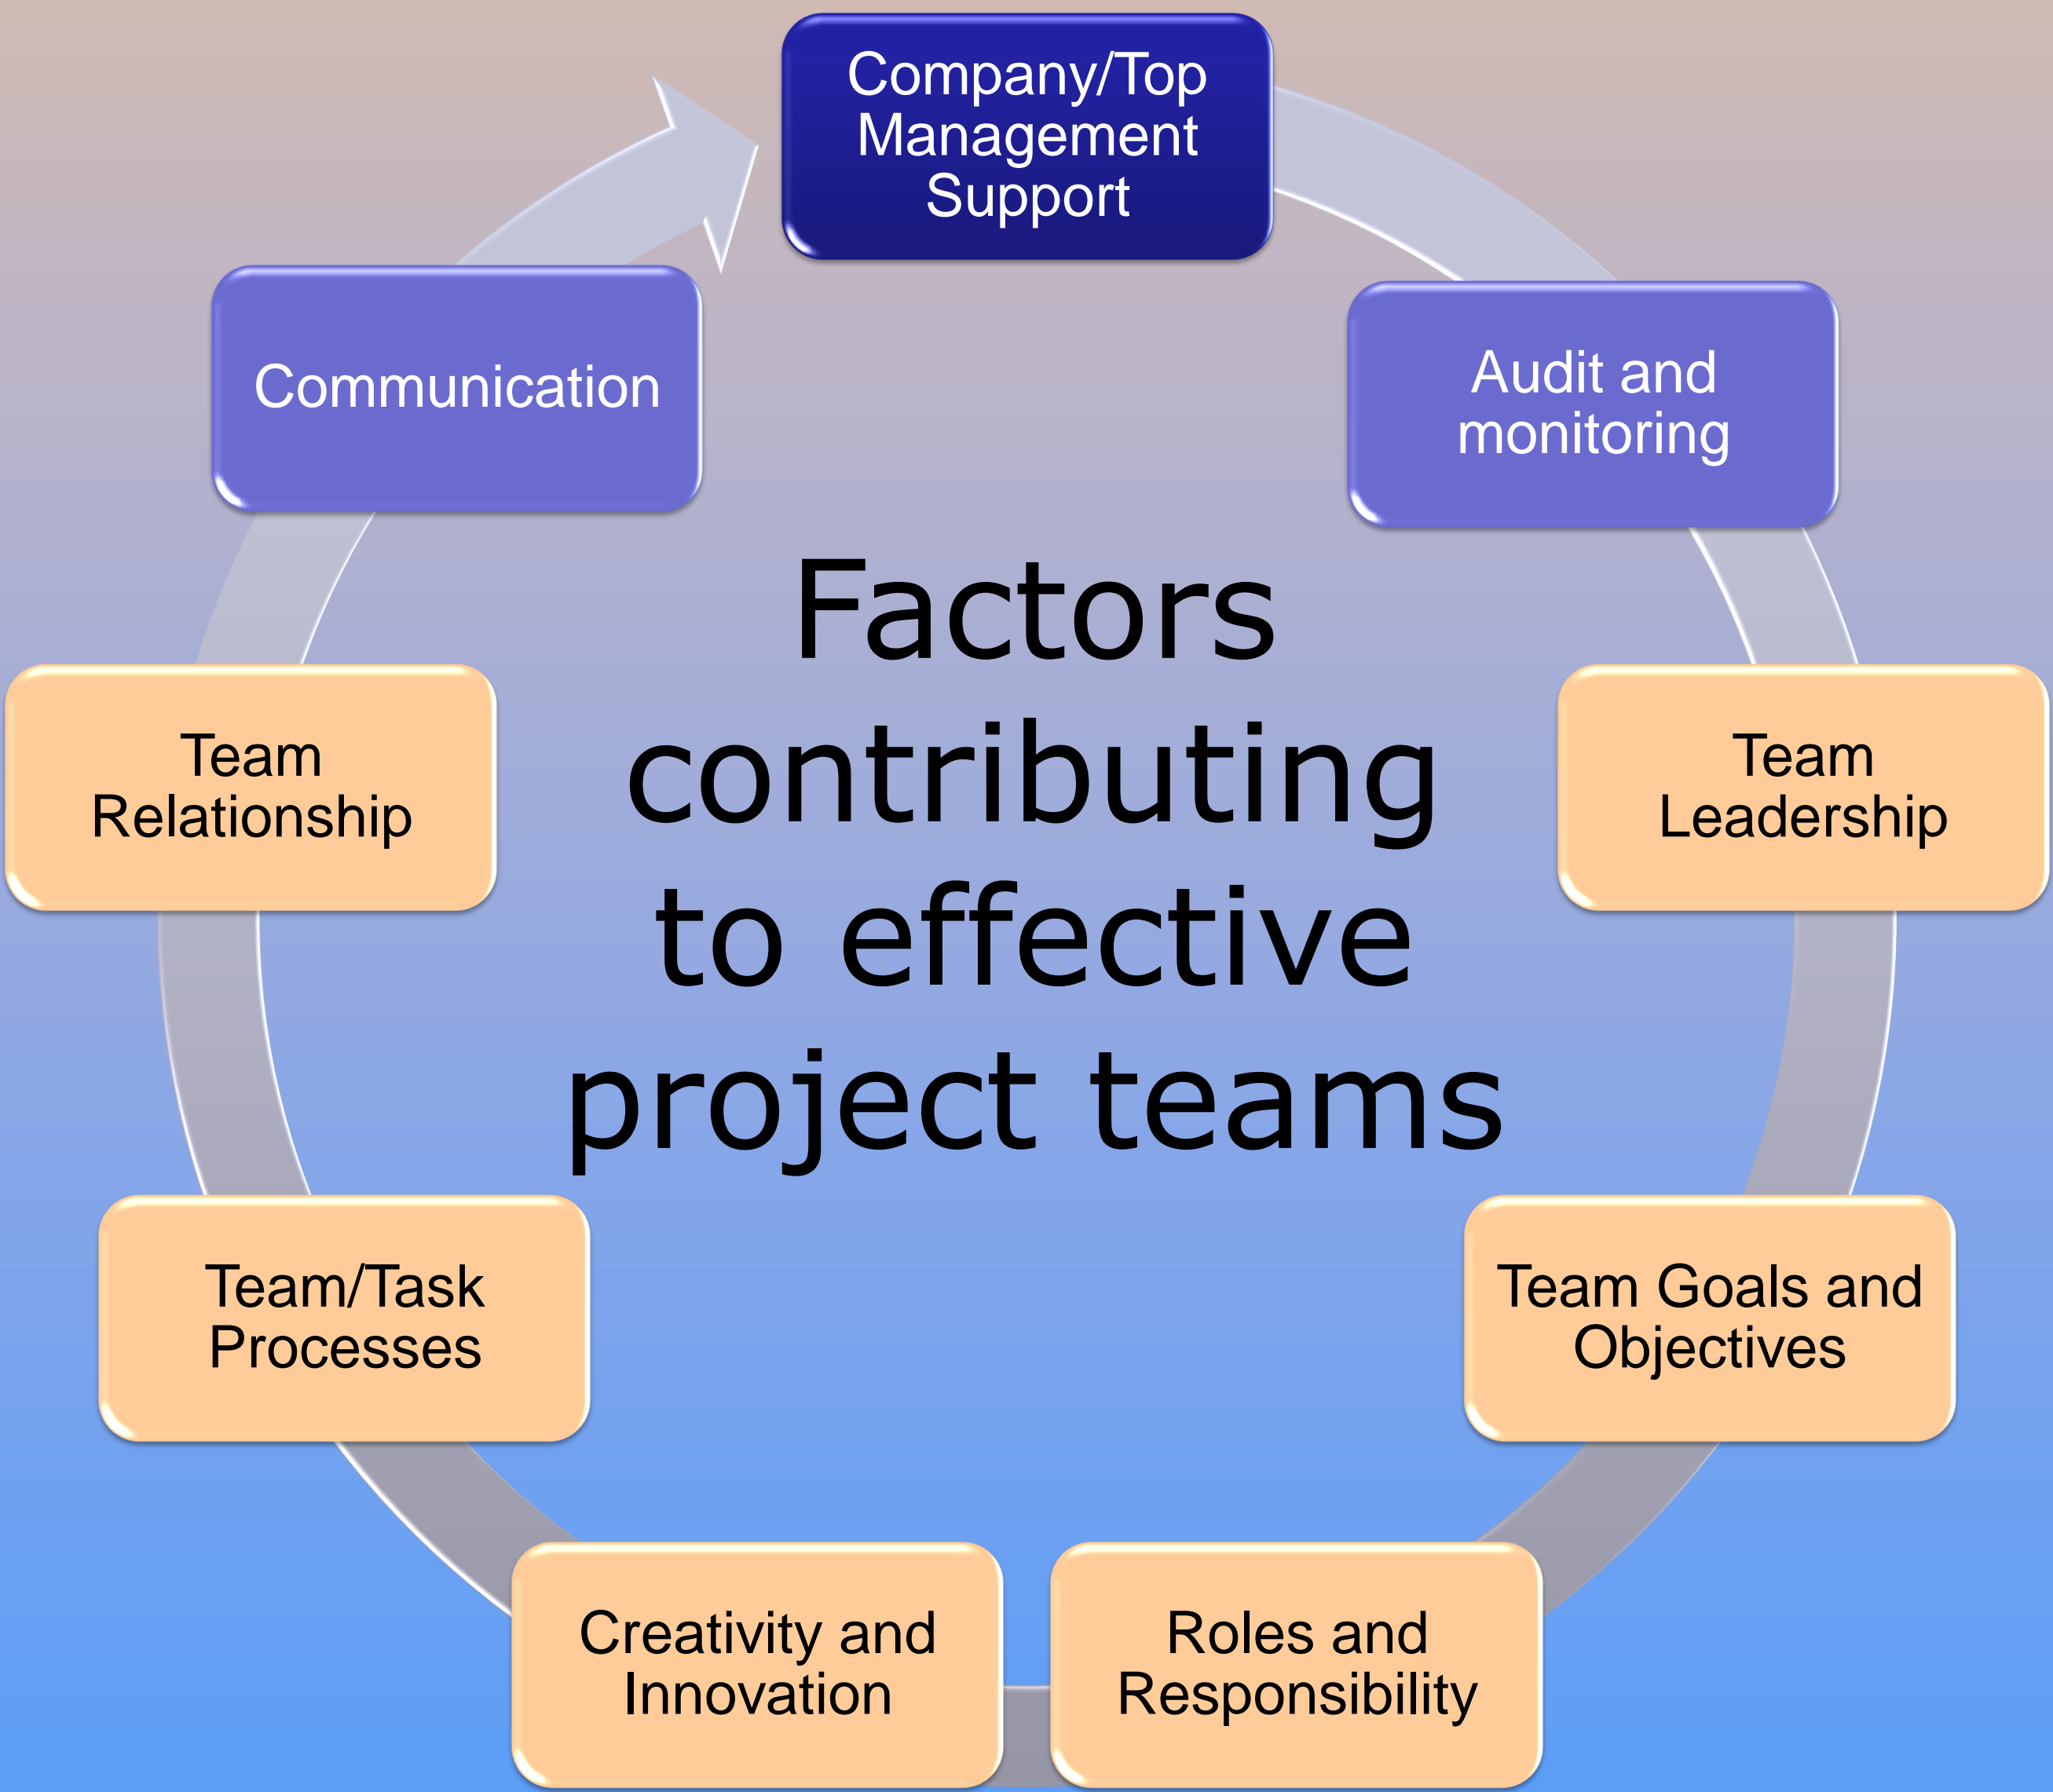 Company/Top
Management
Support
Audit and
monitoring
Team
Leadership
Team Goals and
Objectives
Roles and
Responsibility
Creativity and
Innovation
Team/Task
Processes
Team
Relationship
Communication
Factors
contributing
to effective
project teams